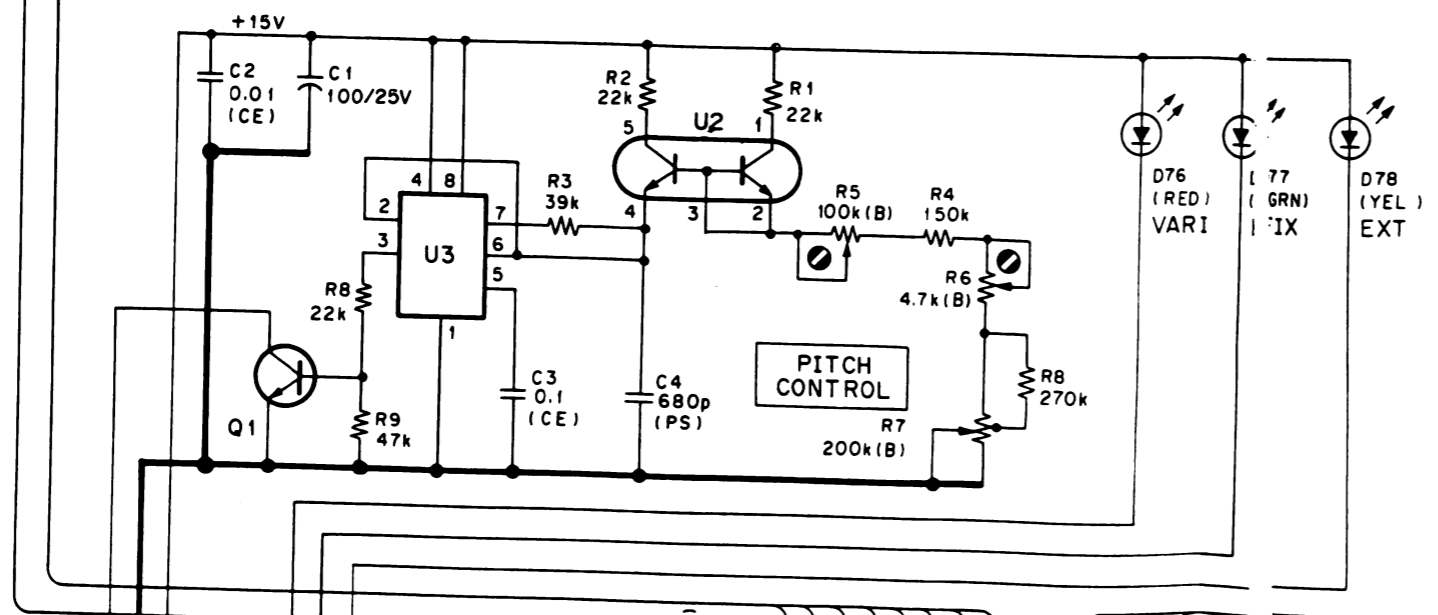 +15V
C2
0.01
(CE)
C1
100/25V
R2
22k
R1
22k
U2
5
1
4
3
2
4
8
2
3
7
6
5
1
U3
R3
39k
R5
100k(B)
R4
150k
R6
4.7k(B)
D76
(RED)
VARI
77
GRN)
IX
D78
(YEL)
EXT
R8
22k
Q1
R9
47k
C3
0.1
(CE)
C4
680p
(PS)
PITCH
CONTROL
R8
270k
R7
200k(B)